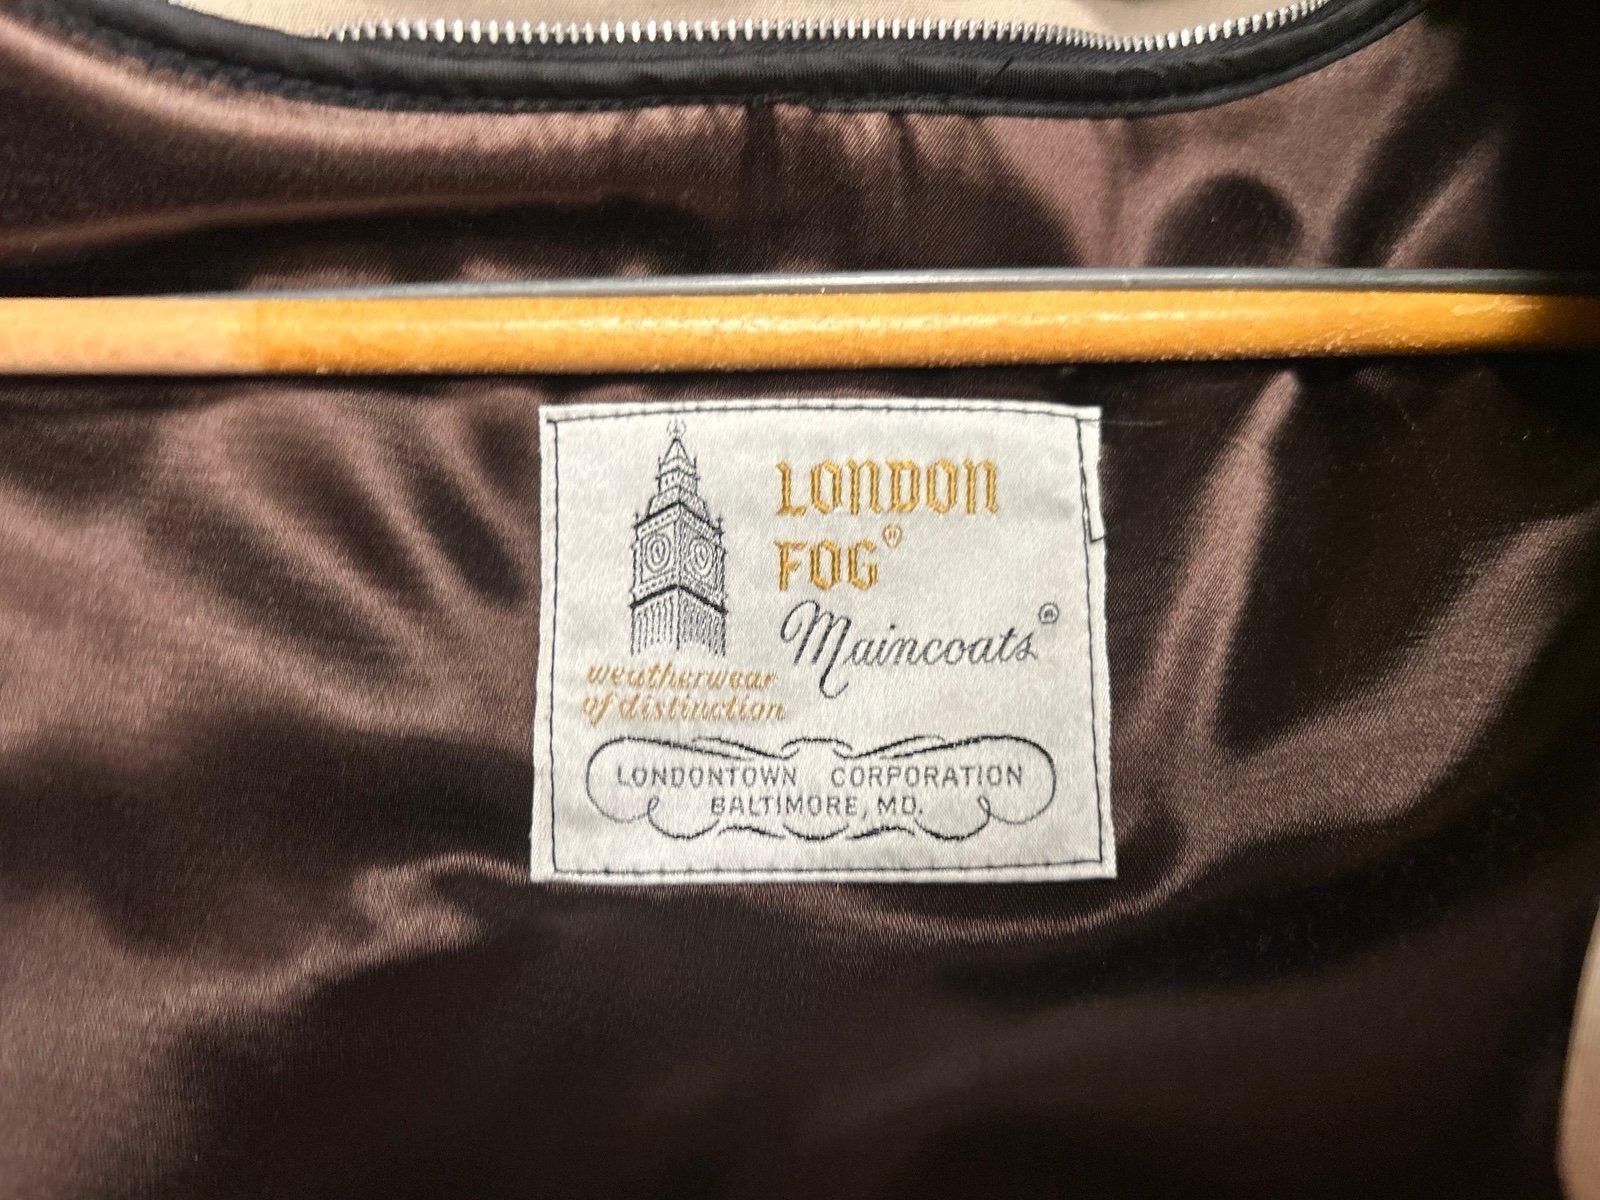 LONDON
FOG®
Maincoats®
weatherwear
of distinction
LONDONTOWN CORPORATION
BALTIMORE, MD.